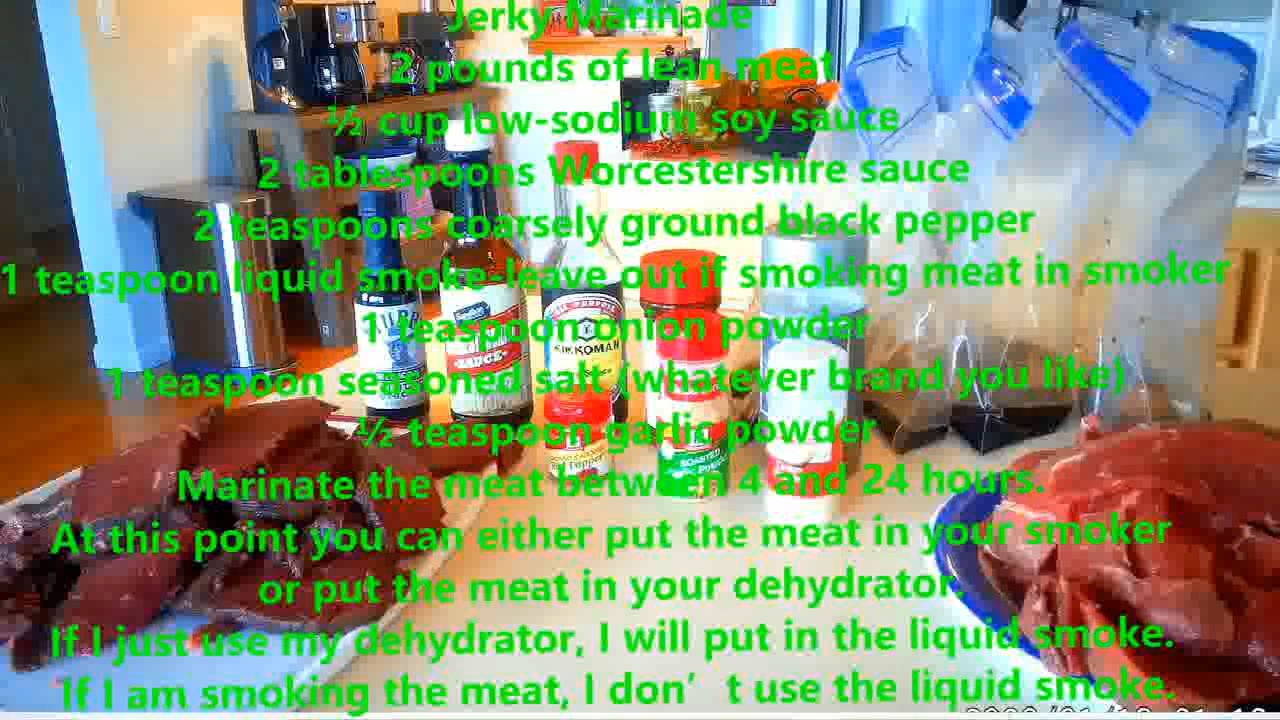 Jerky Marinade
2 pounds of lean meat
½ cup low-sodium soy sauce
2 tablespoons Worcestershire sauce
2 teaspoons coarsely ground black pepper
1 teaspoon liquid smoke-leave out if smoking meat in smoker
1 teaspoon onion powder
1 teaspoon seasoned salt (whatever brand you like)
½ teaspoon garlic powder
Marinate the meat between 4 and 24 hours.
At this point you can either put the meat in your smoker
or put the meat in your dehydrator.
If I just use my dehydrator, I will put in the liquid smoke.
If I am smoking the meat, I don’t use the liquid smoke.
KIKKOMAN
SAUCE
ROASTED